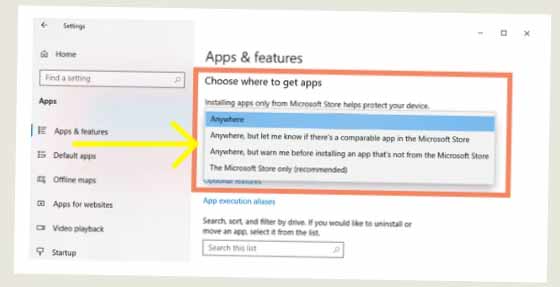 Settings
Home
Find a setting
Apps
Apps & features
Default apps
Offline maps
Apps for websites
Video playback
Startup
Apps & features
Choose where to get apps
Installing apps only from Microsoft Store helps protect your device.
Anywhere
Anywhere, but let me know if there's a comparable app in the Microsoft Store
Anywhere, but warn me before installing an app that's not from the Microsoft Store
The Microsoft Store only (recommended)
Optional features
App execution aliases
Search, sort, and filter by drive. If you would like to uninstall or
move an app, select it from the list.
Search this list